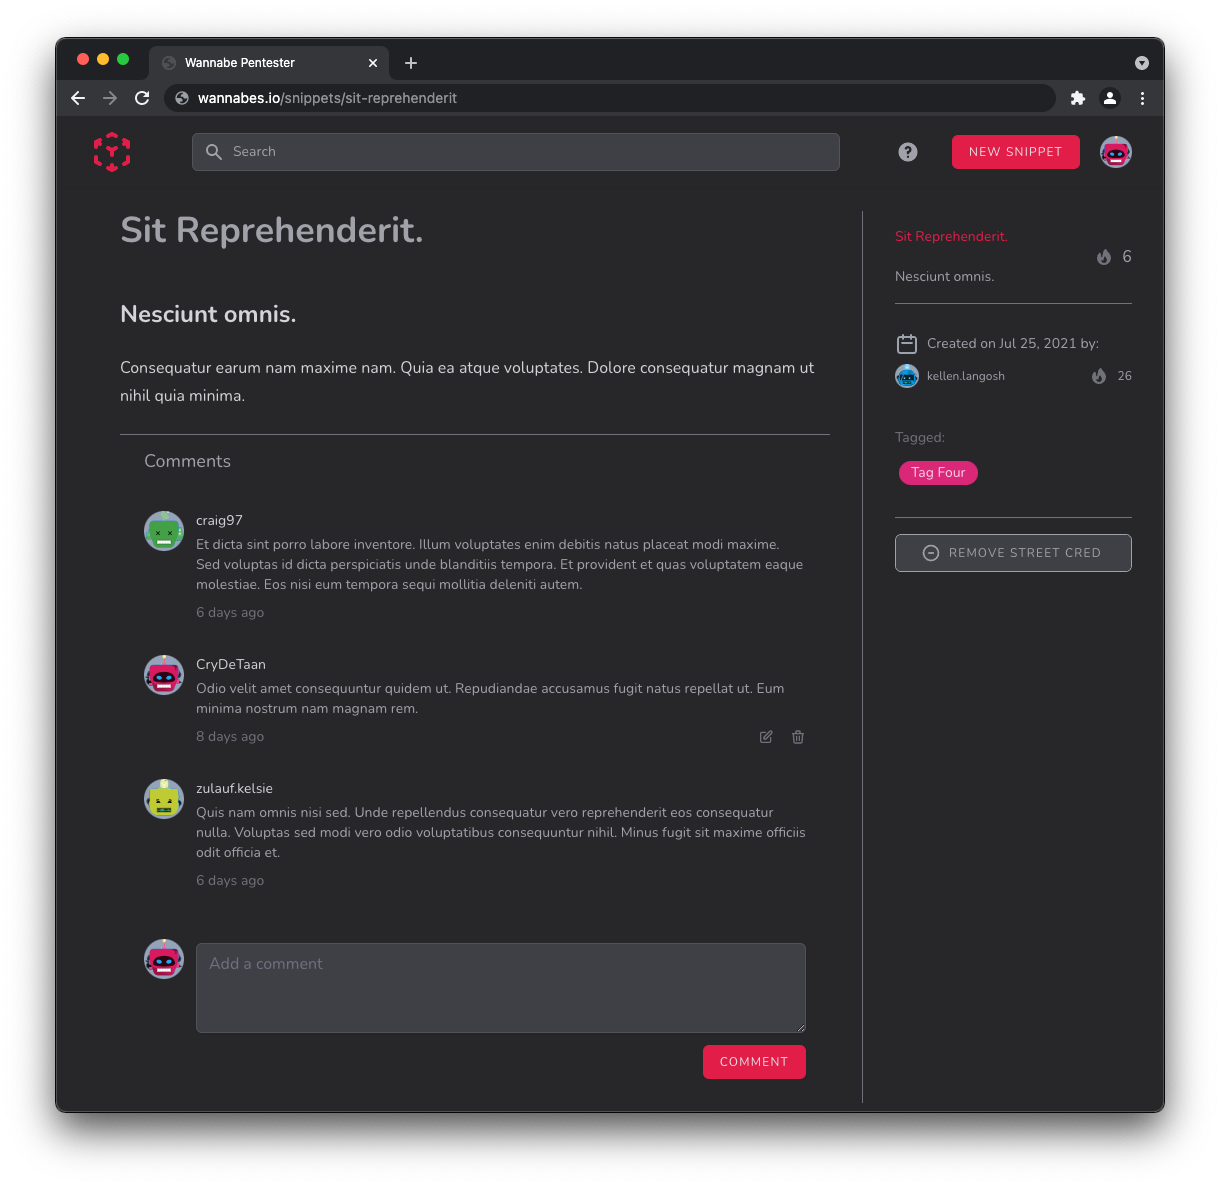 Wannabe Pentester
wannabes.io/snippets/sit-reprehenderit
Search
NEW SNIPPET
Sit Reprehenderit.
Nesciunt omnis.
Consequatur earum nam maxime nam. Quia ea atque voluptates. Dolore consequatur magnam ut
nihil quia minima.
Comments
craig97
Et dicta sint porro labore inventore. Illum voluptates enim debitis natus placeat modi maxime.
Sed voluptas id dicta perspiciatis unde blanditiis tempora. Et provident et quas voluptatem eaque
molestiae. Eos nisi eum tempora sequi mollitia deleniti autem.
6 days ago
CryDeTaan
Odio velit amet consequuntur quidem ut. Repudiandae accusamus fugit natus repellat ut. Eum
minima nostrum nam magnam rem.
8 days ago
zulauf.kelsie
Quis nam omnis nisi sed. Unde repellendus consequatur vero reprehenderit eos consequatur
nulla. Voluptas sed modi vero odio voluptatibus consequuntur nihil. Minus fugit sit maxime officiis
odit officia et.
6 days ago
Add a comment
COMMENT
Sit Reprehenderit.
6
Nesciunt omnis.
Created on Jul 25, 2021 by:
kellen.langosh
26
Tagged:
Tag Four
REMOVE STREET CRED